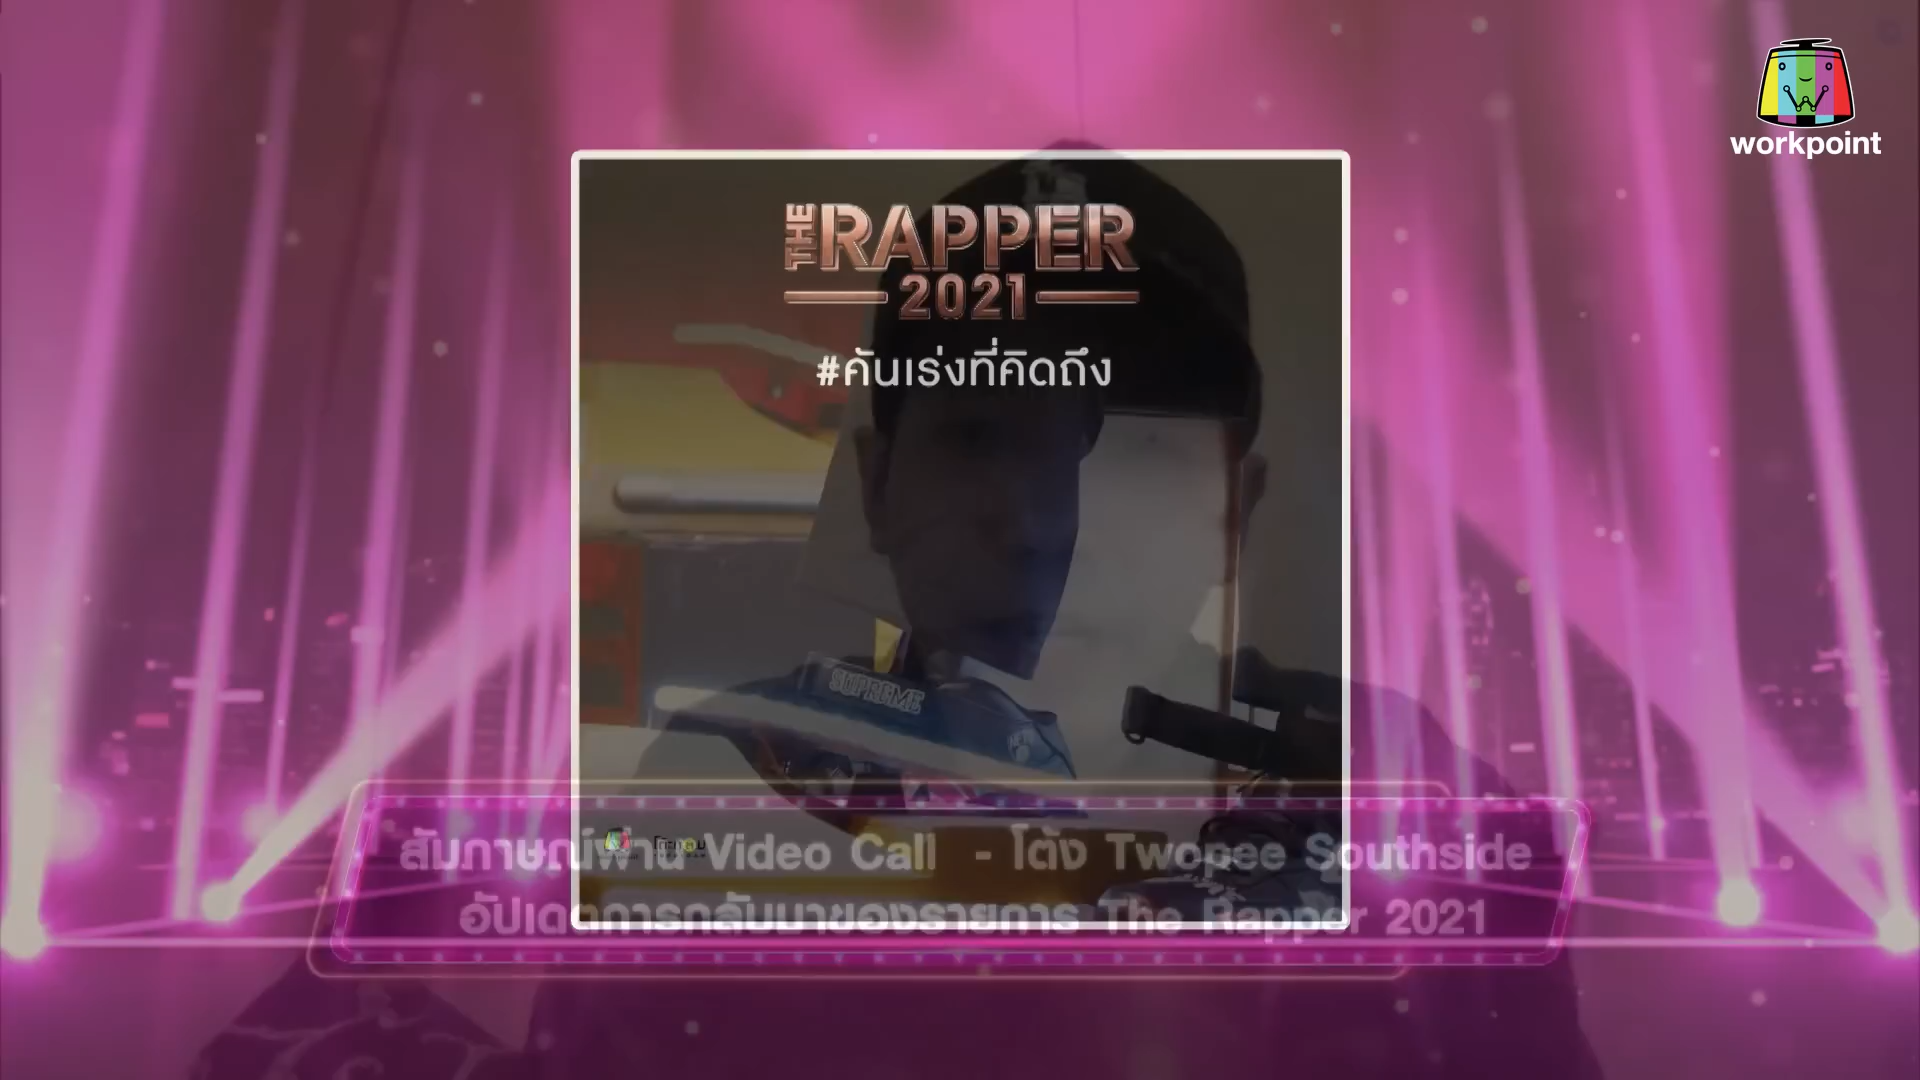 workpoint
THE RAPPER
2021
#คันเร่งที่คิดถึง
SUPREME
สัมภาษณ์ผ่าน Video Call - โต้ง Twopee Southside
อัปเดตการกลับมาของรายการ The Rapper 2021